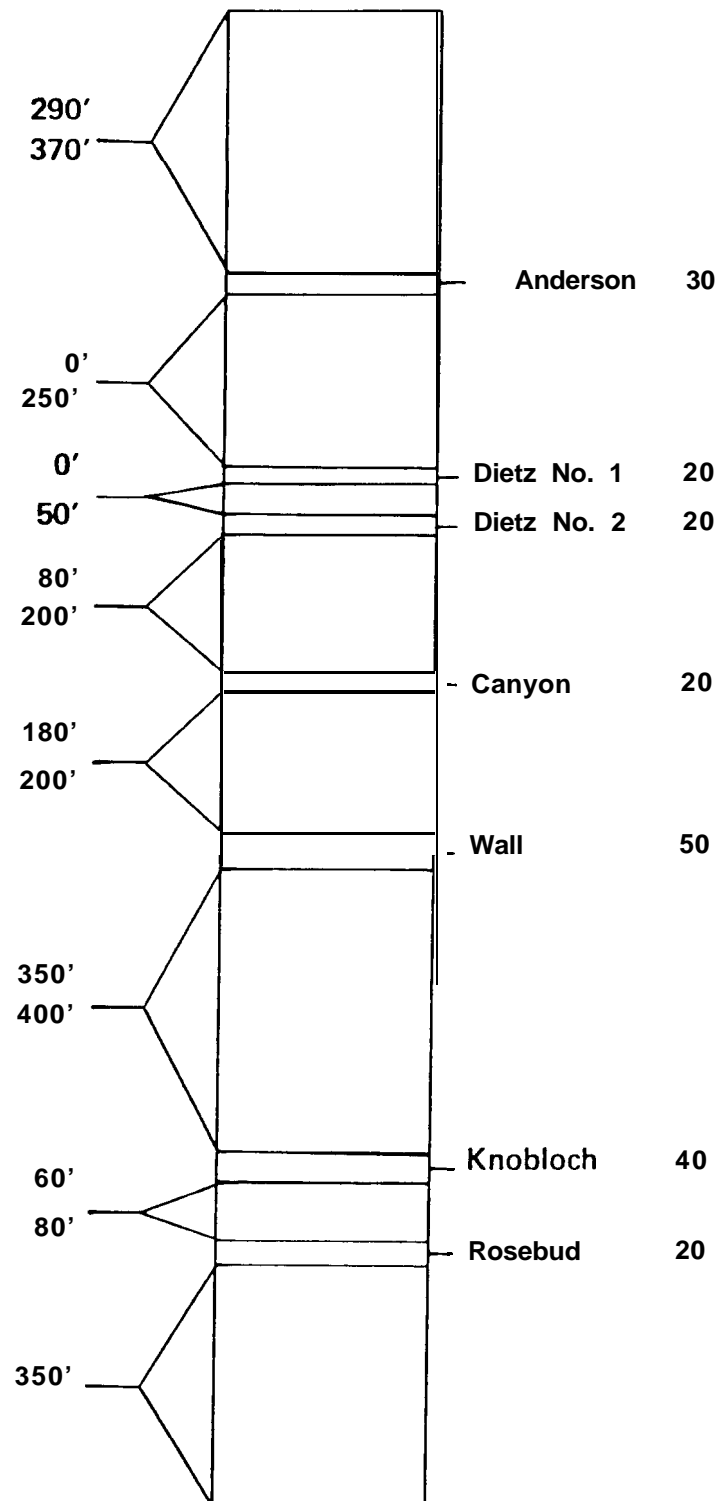 290'
370'
Anderson 30
0'
250'
0'
50'
Dietz No. 1 20
Dietz No. 2 20
80'
200'
Canyon 20
180'
200'
Wall 50
350'
400'
Knobloch 40
60'
80'
Rosebud 20
350'